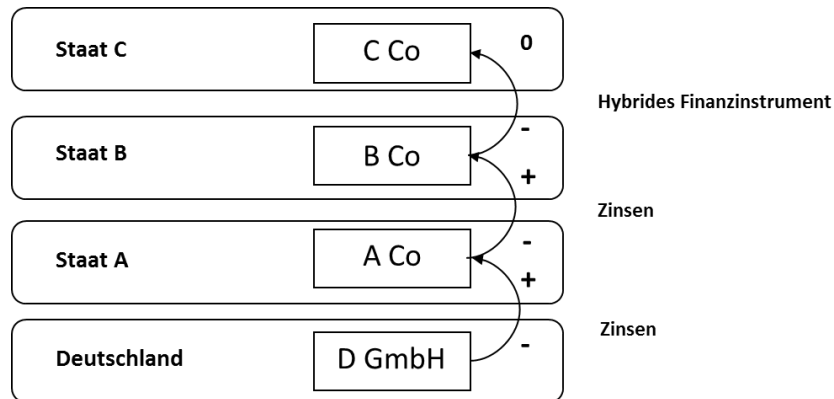 Staat C
C Co
0
Hybrides Finanzinstrument
-
Staat B
B Co
+
Zinsen
-
Staat A
A Co
+
Zinsen
-
Deutschland
D GmbH